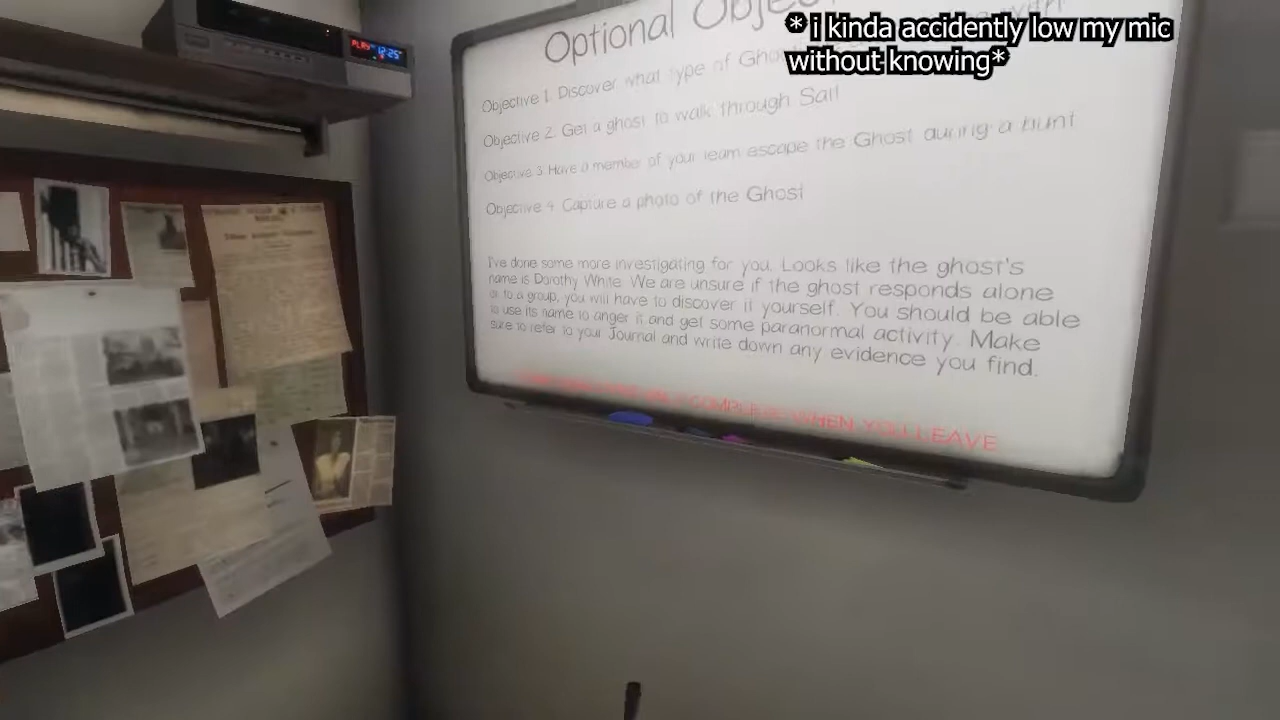 * i kinda accidently low my mic
without knowing*
PLAY 12:25
Optional
Objective 1. Discover what type of
Objective 2. Get a ghost to walk through Salt
Objective 3. Have a member of your team escape the Ghost during a hunt
Objective 4. Capture a photo of the Ghost
I've done some more investigating for you. Looks like the ghost's
name is Dorothy White. We are unsure if the ghost responds alone
or to a group, you will have to discover it yourself. You should be able
to use its name to anger it and get some paranormal activity. Make
sure to refer to your Journal and write down any evidence you find.
COMPLETE WHEN YOU LEAVE